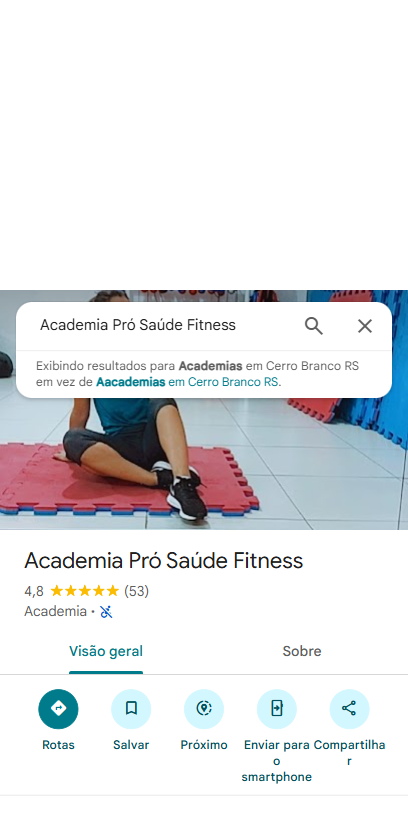 Academia Pró Saúde Fitness
Exibindo resultados para Academias em Cerro Branco RS
em vez de Aacademias em Cerro Branco RS.
Academia Pró Saúde Fitness
4,8 (53)
Academia ·
Visão geral Sobre
Rotas Salvar Próximo Enviar para o smartphone Compartilhar